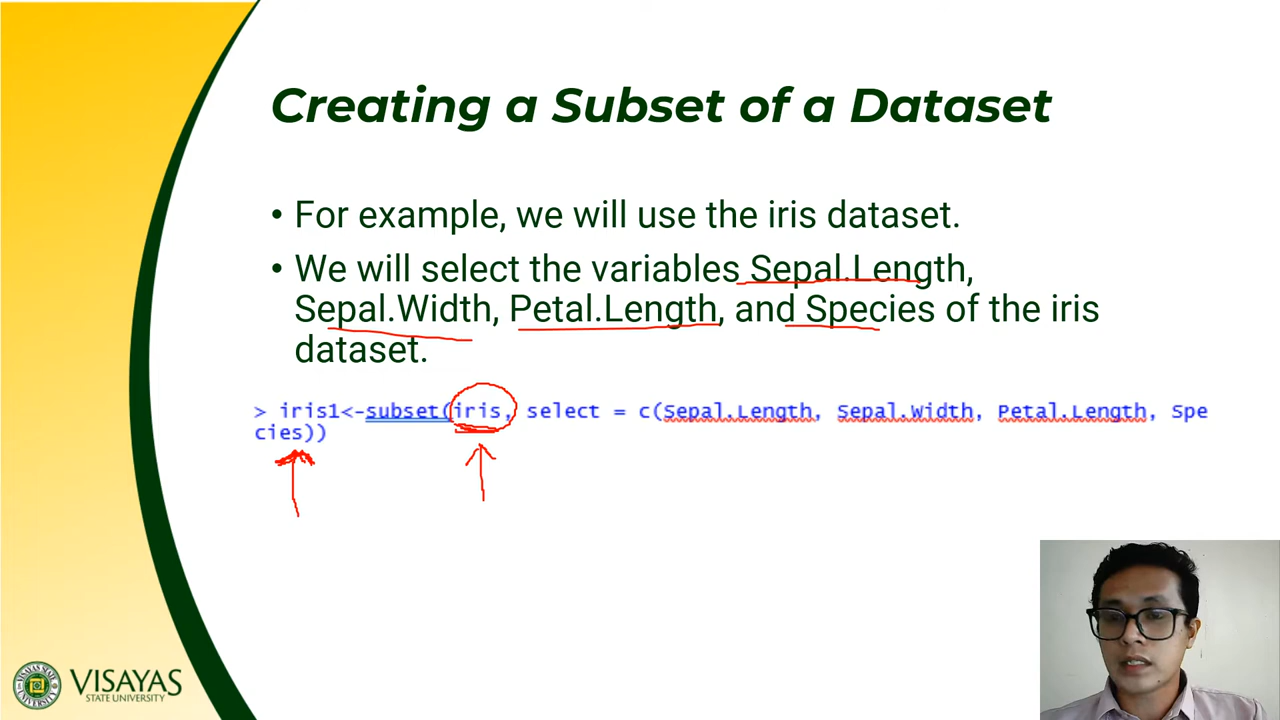 Creating a Subset of a Dataset
• For example, we will use the iris dataset.
• We will select the variables Sepal.Length,
Sepal.Width, Petal.Length, and Species of the iris
dataset.
> iris1<-subset(iris, select = c(Sepal.Length, Sepal.Width, Petal.Length, Spe
cies))
VISAYAS
STATE UNIVERSITY